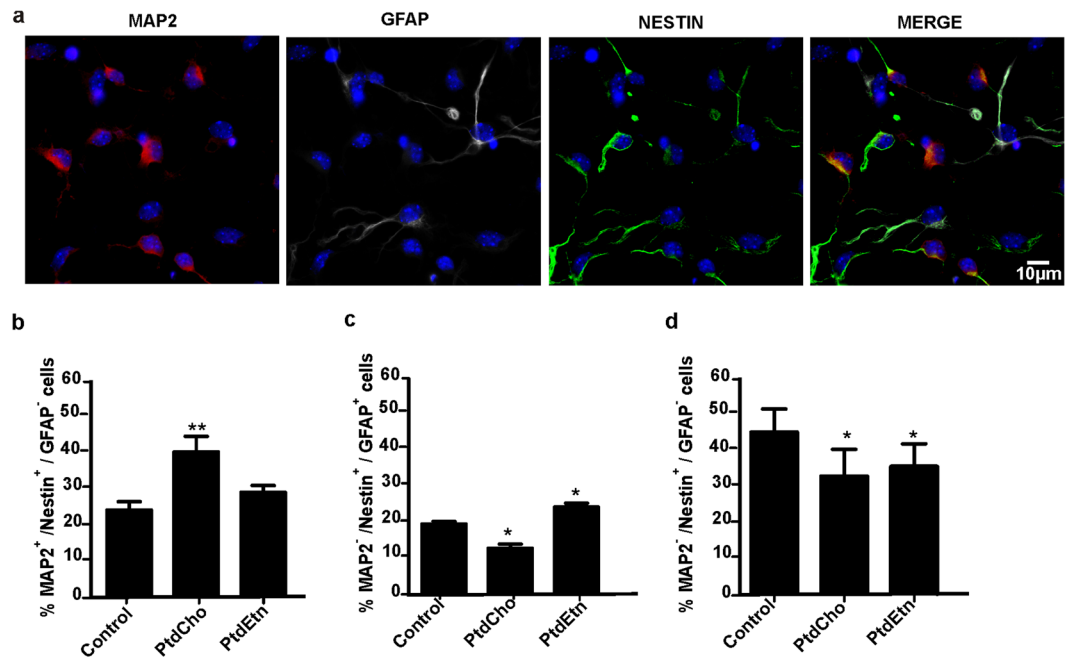 a
MAP2
GFAP
NESTIN
MERGE
10µm
b
% MAP2⁺ /Nestin⁺ / GFAP⁻ cells
60
50
40
30
20
10
0
**
Control
PtdCho
PtdEtn
c
% MAP2⁻ /Nestin⁺ / GFAP⁺ cells
60
50
40
30
20
10
0
*
*
Control
PtdCho
PtdEtn
d
% MAP2⁻ /Nestin⁺ / GFAP⁻ cells
60
50
40
30
20
10
0
*
*
Control
PtdCho
PtdEtn